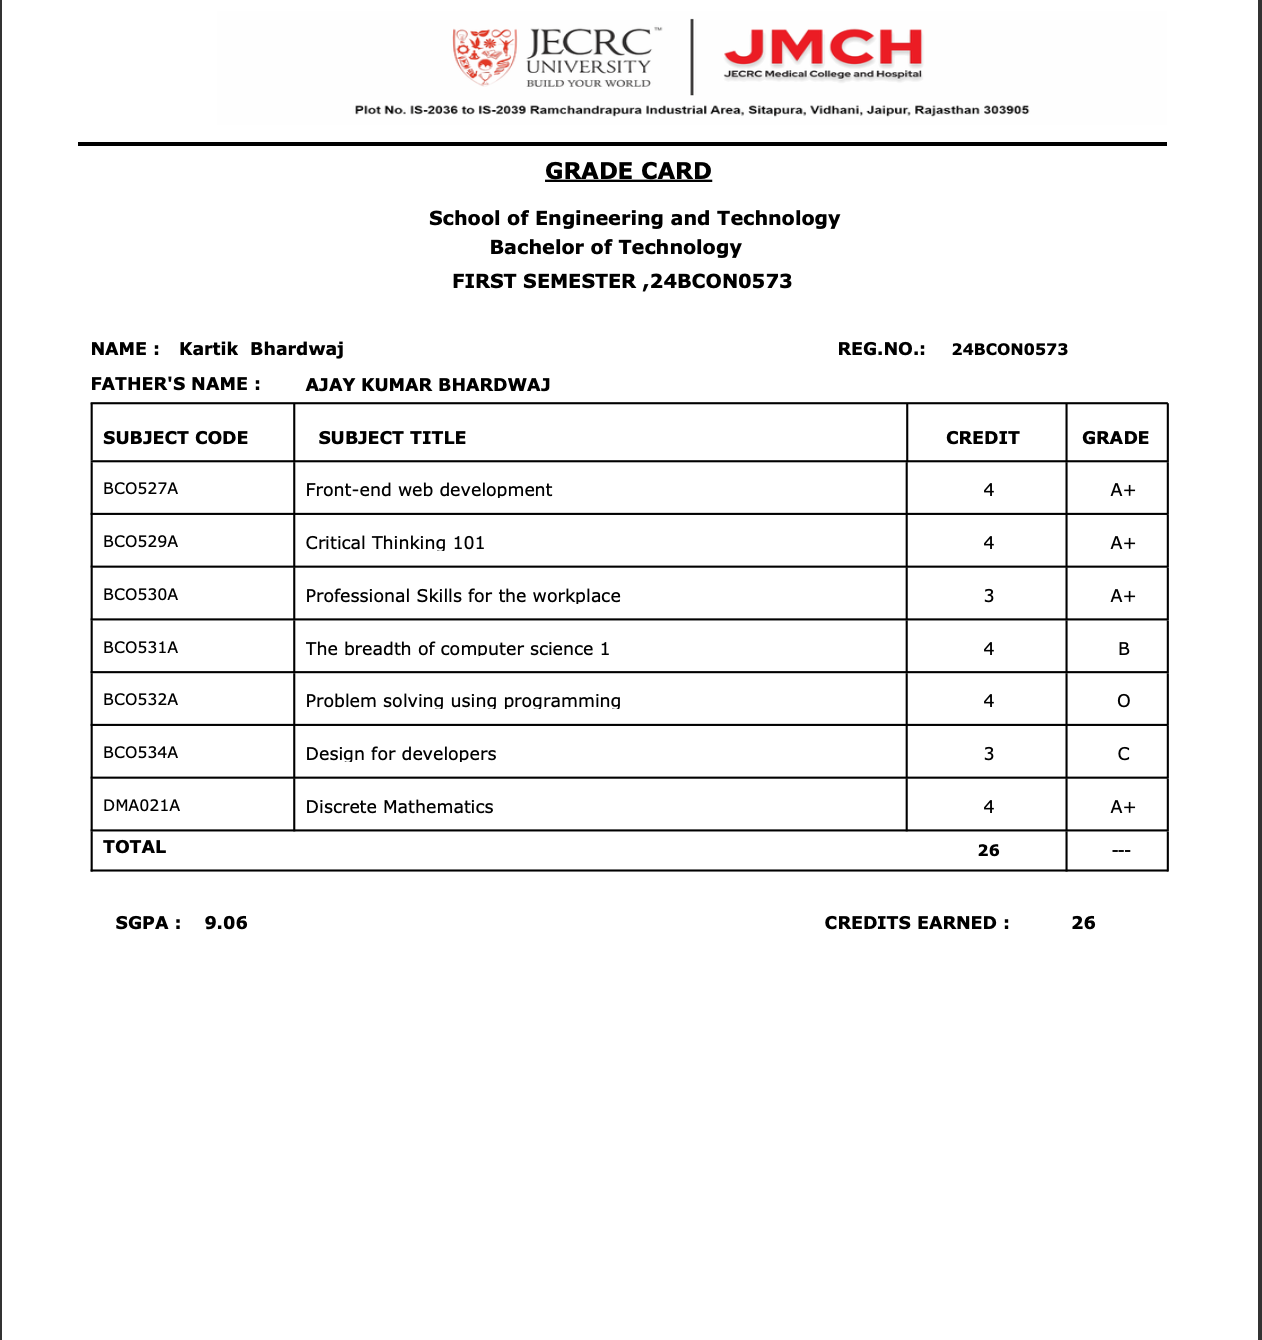 JECRC™ UNIVERSITY BUILD YOUR WORLD
JMCH
JECRC Medical College and Hospital
Plot No. IS-2036 to IS-2039 Ramchandrapura Industrial Area, Sitapura, Vidhani, Jaipur, Rajasthan 303905
GRADE CARD
School of Engineering and Technology
Bachelor of Technology
FIRST SEMESTER ,24BCON0573
NAME : Kartik Bhardwaj REG.NO.: 24BCON0573
FATHER'S NAME : AJAY KUMAR BHARDWAJ
SUBJECT CODE SUBJECT TITLE CREDIT GRADE
BCO527A Front-end web development 4 A+
BCO529A Critical Thinking 101 4 A+
BCO530A Professional Skills for the workplace 3 A+
BCO531A The breadth of computer science 1 4 B
BCO532A Problem solving using programming 4 O
BCO534A Design for developers 3 C
DMA021A Discrete Mathematics 4 A+
TOTAL 26 ---
SGPA : 9.06 CREDITS EARNED : 26